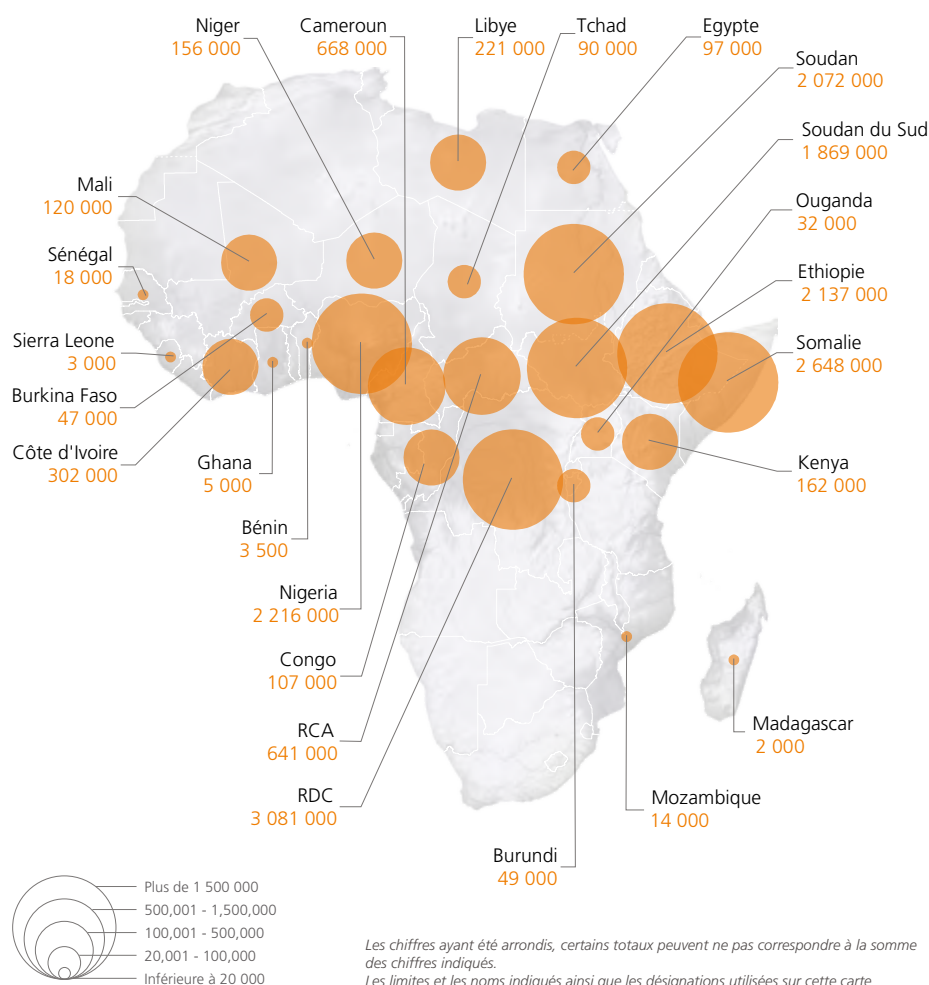 Niger
156 000
Cameroun
668 000
Libye
221 000
Tchad
90 000
Egypte
97 000
Soudan
2 072 000
Soudan du Sud
1 869 000
Ouganda
32 000
Ethiopie
2 137 000
Somalie
2 648 000
Kenya
162 000
Mali
120 000
Sénégal
18 000
Sierra Leone
3 000
Burkina Faso
47 000
Côte d'Ivoire
302 000
Ghana
5 000
Bénin
3 500
Nigeria
2 216 000
Congo
107 000
RCA
641 000
RDC
3 081 000
Burundi
49 000
Mozambique
14 000
Madagascar
2 000
Plus de 1 500 000
500,001 - 1,500,000
100,001 - 500,000
20,001 - 100,000
Inférieure à 20 000
Les chiffres ayant été arrondis, certains totaux peuvent ne pas correspondre à la somme
des chiffres indiqués.
Les limites et les noms indiqués ainsi que les désignations utilisées sur cette carte